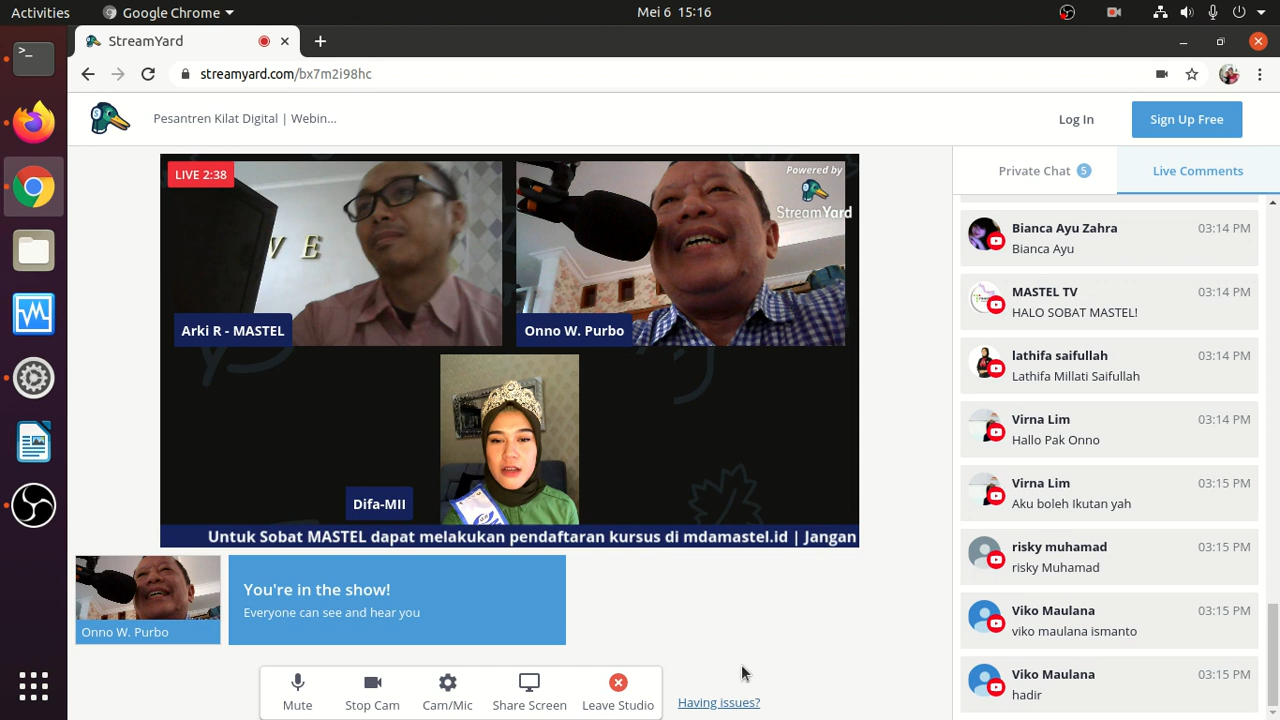 Activities
Google Chrome
Mei 6 15:16
StreamYard
streamyard.com/bx7m2i98hc
Pesantren Kilat Digital | Webin...
Log In
Sign Up Free
LIVE 2:38
Powered by
StreamYard
Arki R - MASTEL
Onno W. Purbo
Difa-MII
Untuk Sobat MASTEL dapat melakukan pendaftaran kursus di mdamastel.id | Jangan
Onno W. Purbo
You're in the show!
Everyone can see and hear you
Mute
Stop Cam
Cam/Mic
Share Screen
Leave Studio
Having issues?
Private Chat 5
Live Comments
Bianca Ayu Zahra 03:14 PM
Bianca Ayu
MASTEL TV 03:14 PM
HALO SOBAT MASTEL!
lathifa saifullah 03:14 PM
Lathifa Millati Saifullah
Virna Lim 03:14 PM
Hallo Pak Onno
Virna Lim 03:15 PM
Aku boleh Ikutan yah
risky muhamad 03:15 PM
risky Muhamad
Viko Maulana 03:15 PM
viko maulana ismanto
Viko Maulana 03:15 PM
hadir